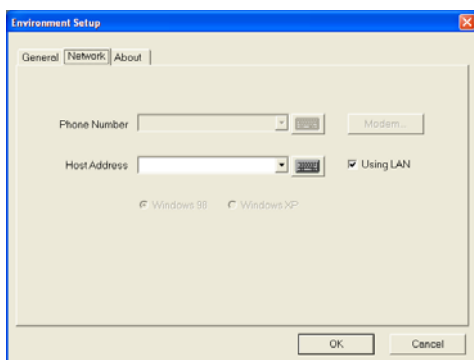 Environment Setup
General Network About
Phone Number Modem...
Host Address Using LAN
Windows 98 Windows XP
OK Cancel